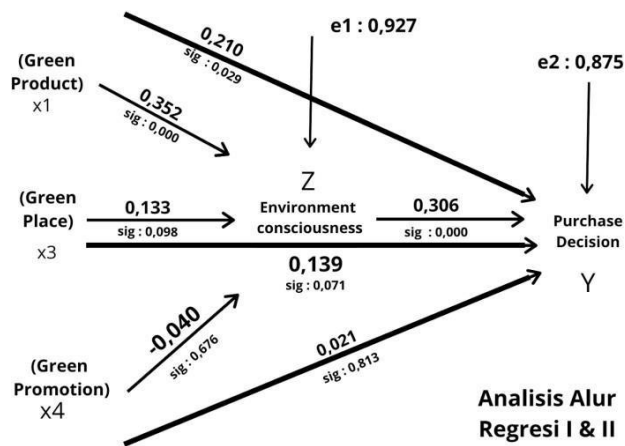 0,210
sig : 0,029
e1 : 0,927
e2 : 0,875
(Green
Product)
x1
0,352
sig : 0,000
Z
Environment
consciousness
(Green
Place)
x3
0,133
sig : 0,098
0,306
sig : 0,000
Purchase
Decision
Y
0,139
sig : 0,071
-0,040
sig : 0,676
(Green
Promotion)
x4
0,021
sig : 0,813
Analisis Alur
Regresi I & II